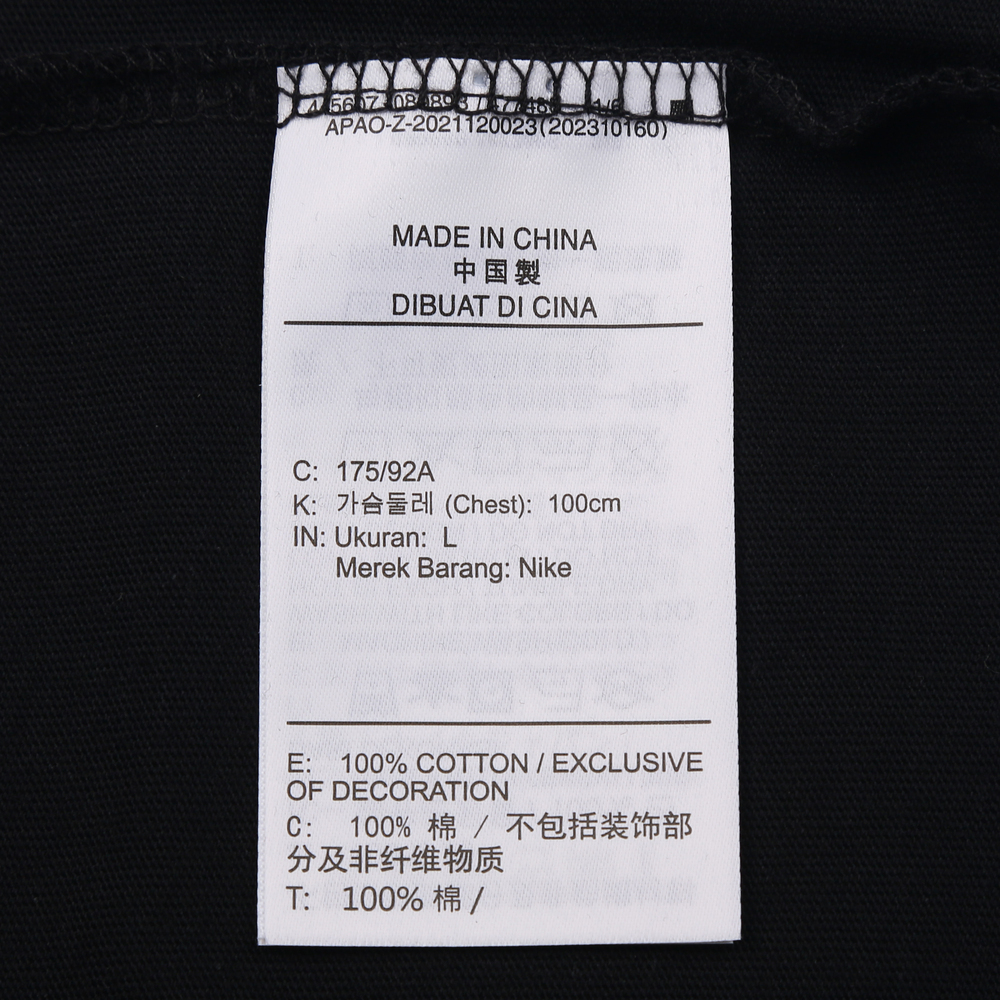 APAO-Z-2021120023(202310160)
MADE IN CHINA
中国製
DIBUAT DI CINA
C: 175/92A
K: 가슴둘레 (Chest): 100cm
IN: Ukuran: L
Merek Barang: Nike
E: 100% COTTON / EXCLUSIVE
OF DECORATION
C: 100% 棉 / 不包括装饰部
分及非纤维物质
T: 100% 棉 /